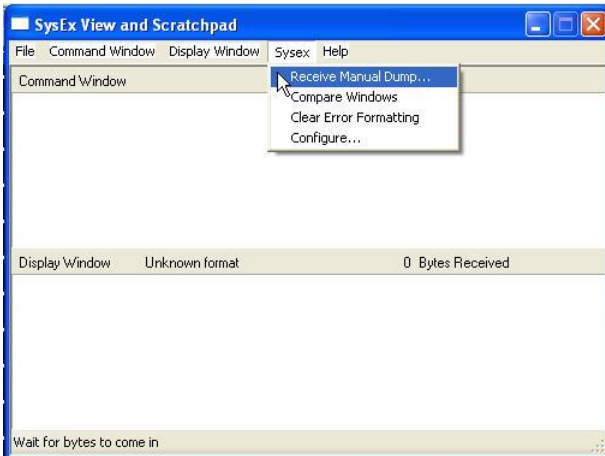 SysEx View and Scratchpad
File Command Window Display Window Sysex Help
Command Window
Receive Manual Dump...
Compare Windows
Clear Error Formatting
Configure...
Display Window Unknown format 0 Bytes Received
Wait for bytes to come in